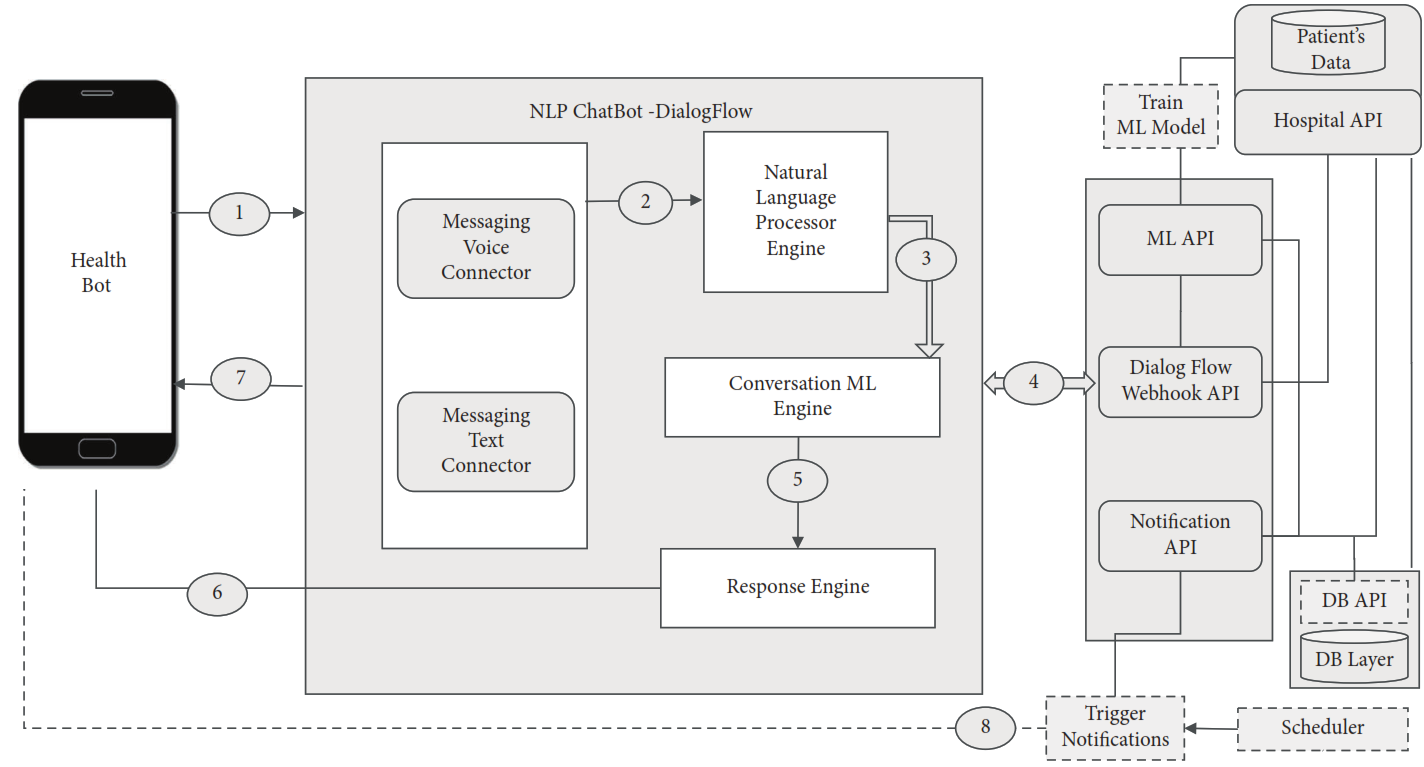 Health
Bot
1
7
6
NLP ChatBot -DialogFlow
Messaging
Voice
Connector
Messaging
Text
Connector
2
Natural
Language
Processor
Engine
3
Conversation ML
Engine
5
Response Engine
4
Train
ML Model
Patient's
Data
Hospital API
ML API
Dialog Flow
Webhook API
Notification
API
DB API
DB Layer
8
Trigger
Notifications
Scheduler